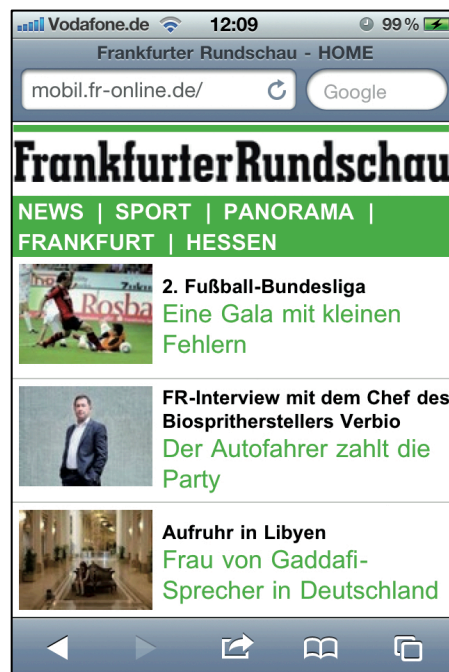 Vodafone.de 12:09 99 %
Frankfurter Rundschau - HOME
mobil.fr-online.de/ Google
Frankfurter Rundschau
NEWS | SPORT | PANORAMA |
FRANKFURT | HESSEN
2. Fußball-Bundesliga
Eine Gala mit kleinen
Fehlern
FR-Interview mit dem Chef des
Biospritherstellers Verbio
Der Autofahrer zahlt die
Party
Aufruhr in Libyen
Frau von Gaddafi-
Sprecher in Deutschland